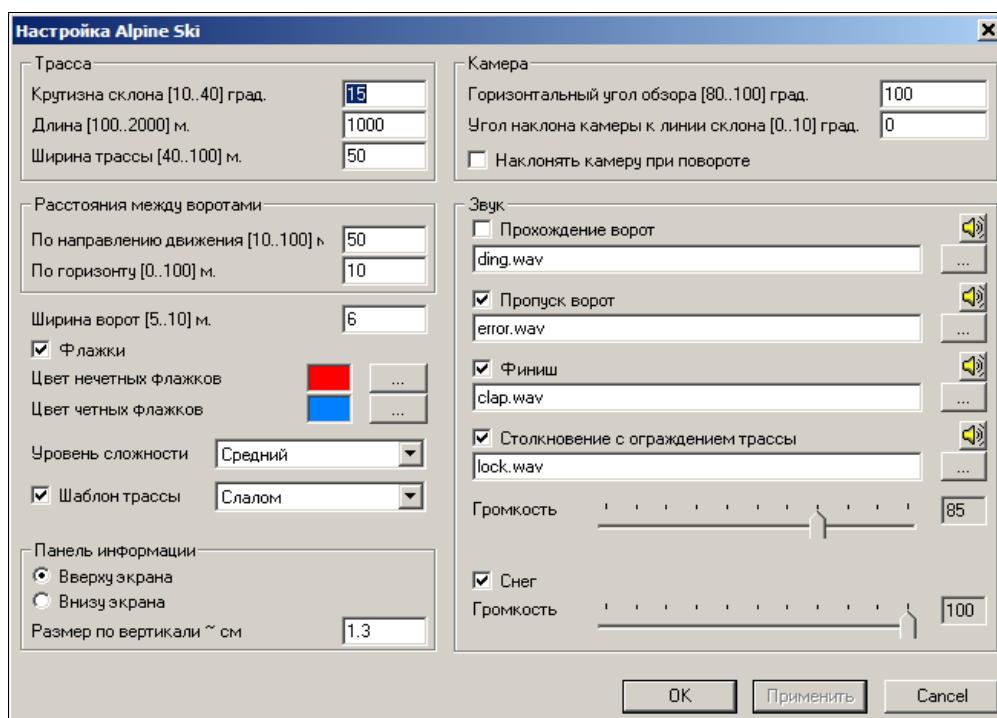 Настройка Alpine Ski
Трасса
Крутизна склона [10..40] град.
15
Длина [100..2000] м.
1000
Ширина трассы [40..100] м.
50
Расстояния между воротами
По направлению движения [10..100] м
50
По горизонту [0..100] м.
10
Ширина ворот [5..10] м.
6
Флажки
Цвет нечетных флажков
...
Цвет четных флажков
...
Уровень сложности
Средний
Шаблон трассы
Слалом
Панель информации
Вверху экрана
Внизу экрана
Размер по вертикали ~ см
1.3
Камера
Горизонтальный угол обзора [80..100] град.
100
Угол наклона камеры к линии склона [0..10] град.
0
Наклонять камеру при повороте
Звук
Прохождение ворот
ding.wav
...
Пропуск ворот
error.wav
...
Финиш
clap.wav
...
Столкновение с ограждением трассы
lock.wav
...
Громкость
85
Снег
Громкость
100
OK
Применить
Cancel